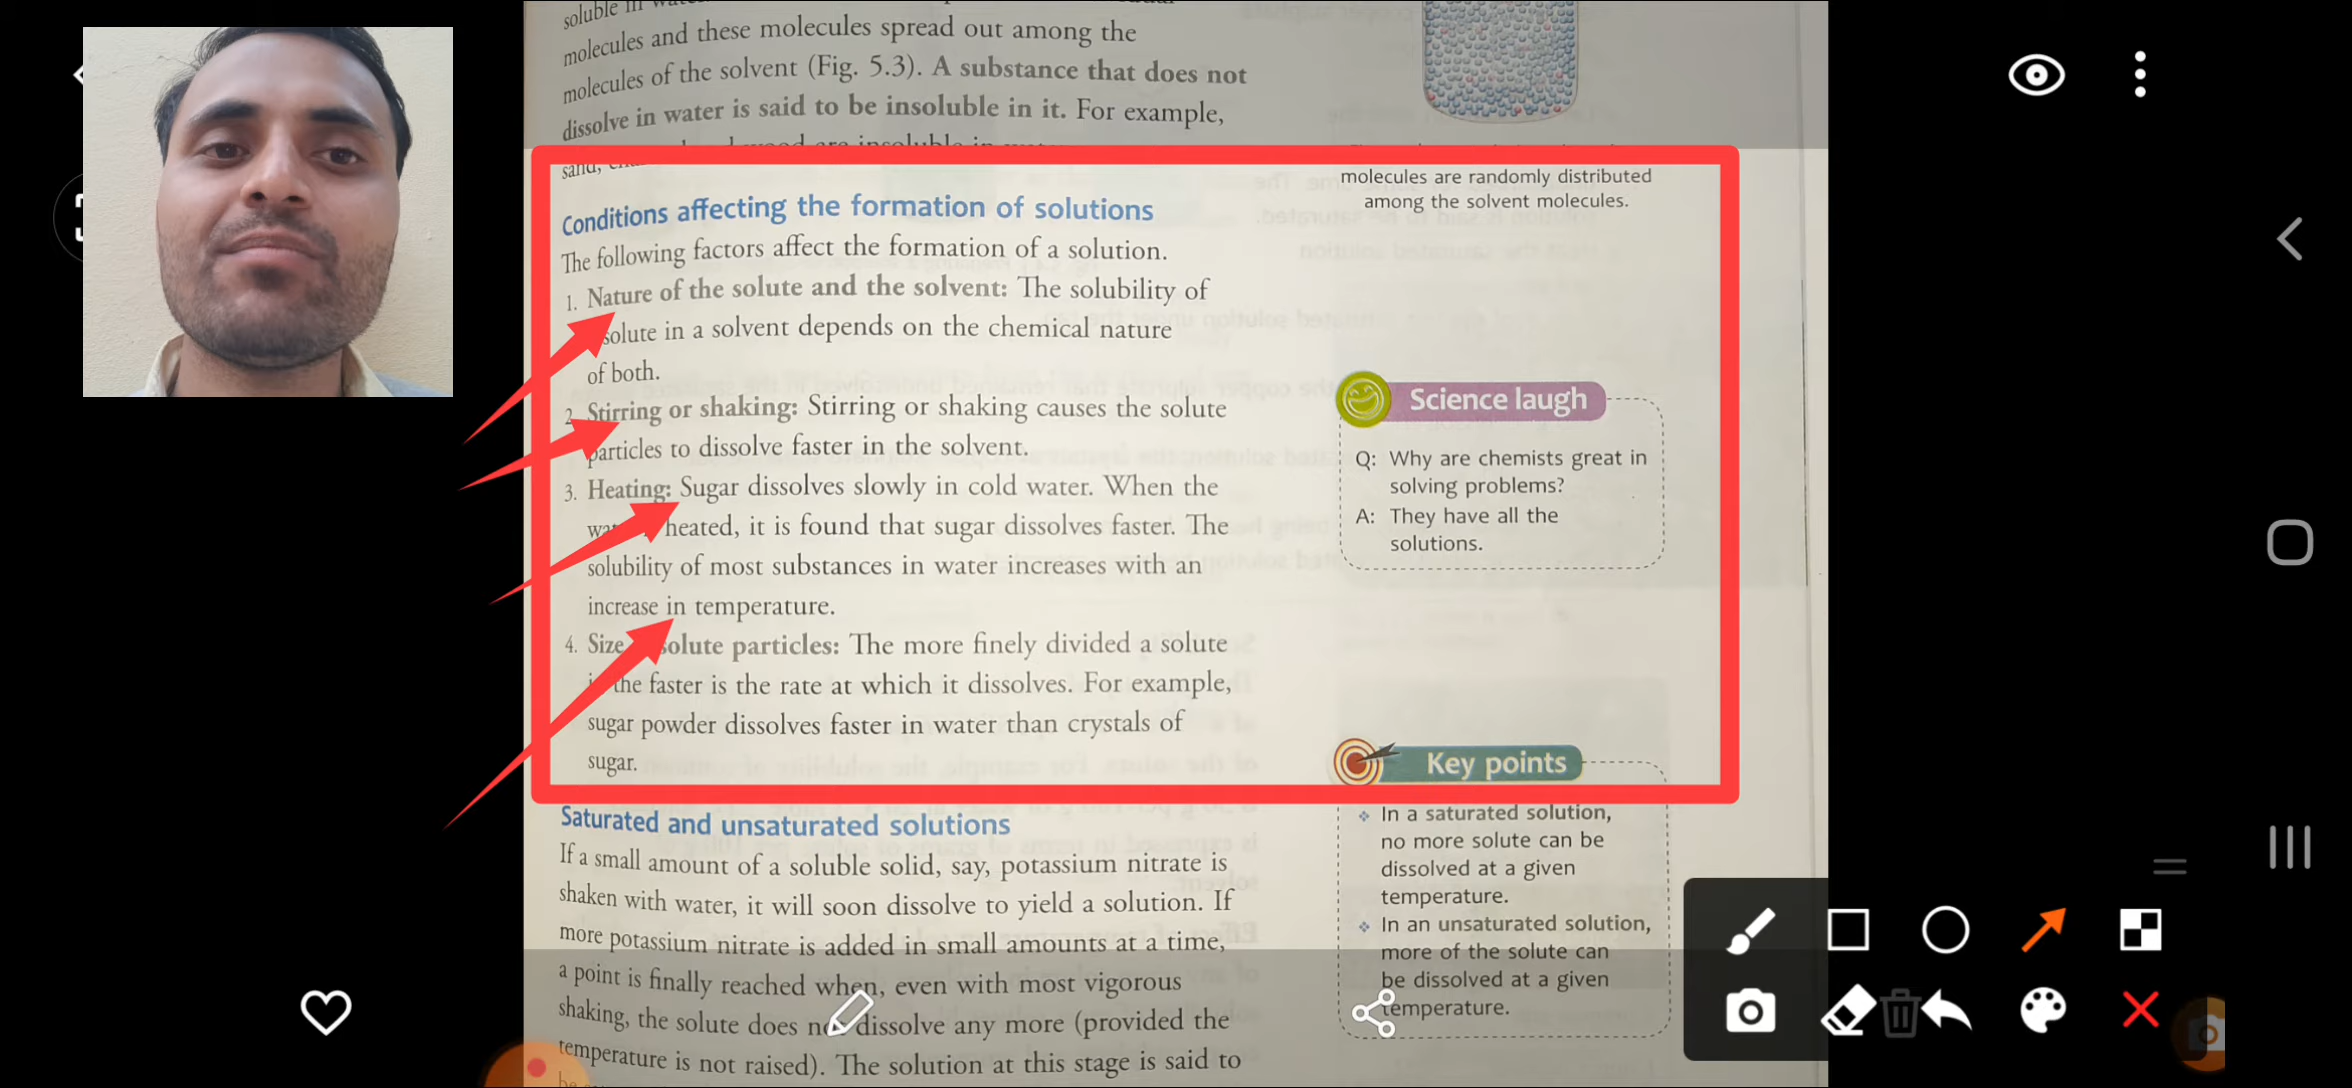 soluble in
molecules and these molecules spread out among the
molecules of the solvent (Fig. 5.3). A substance that does not
dissolve in water is said to be insoluble in it. For example,
sand,
Conditions affecting the formation of solutions
The following factors affect the formation of a solution.
1. Nature of the solute and the solvent: The solubility of
solute in a solvent depends on the chemical nature
of both.
2. Stirring or shaking: Stirring or shaking causes the solute
particles to dissolve faster in the solvent.
3. Heating: Sugar dissolves slowly in cold water. When the
heated, it is found that sugar dissolves faster. The
solubility of most substances in water increases with an
increase in temperature.
4. Size solute particles: The more finely divided a solute
the faster is the rate at which it dissolves. For example,
sugar powder dissolves faster in water than crystals of
sugar.
Saturated and unsaturated solutions
If a small amount of a soluble solid, say, potassium nitrate is
shaken with water, it will soon dissolve to yield a solution. If
more potassium nitrate is added in small amounts at a time,
a point is finally reached when, even with most vigorous
shaking, the solute does not dissolve any more (provided the
temperature is not raised). The solution at this stage is said to
molecules are randomly distributed
among the solvent molecules.
Science laugh
Q: Why are chemists great in
solving problems?
A: They have all the
solutions.
Key points
❖ In a saturated solution,
no more solute can be
dissolved at a given
temperature.
❖ In an unsaturated solution,
more of the solute can
be dissolved at a given
temperature.